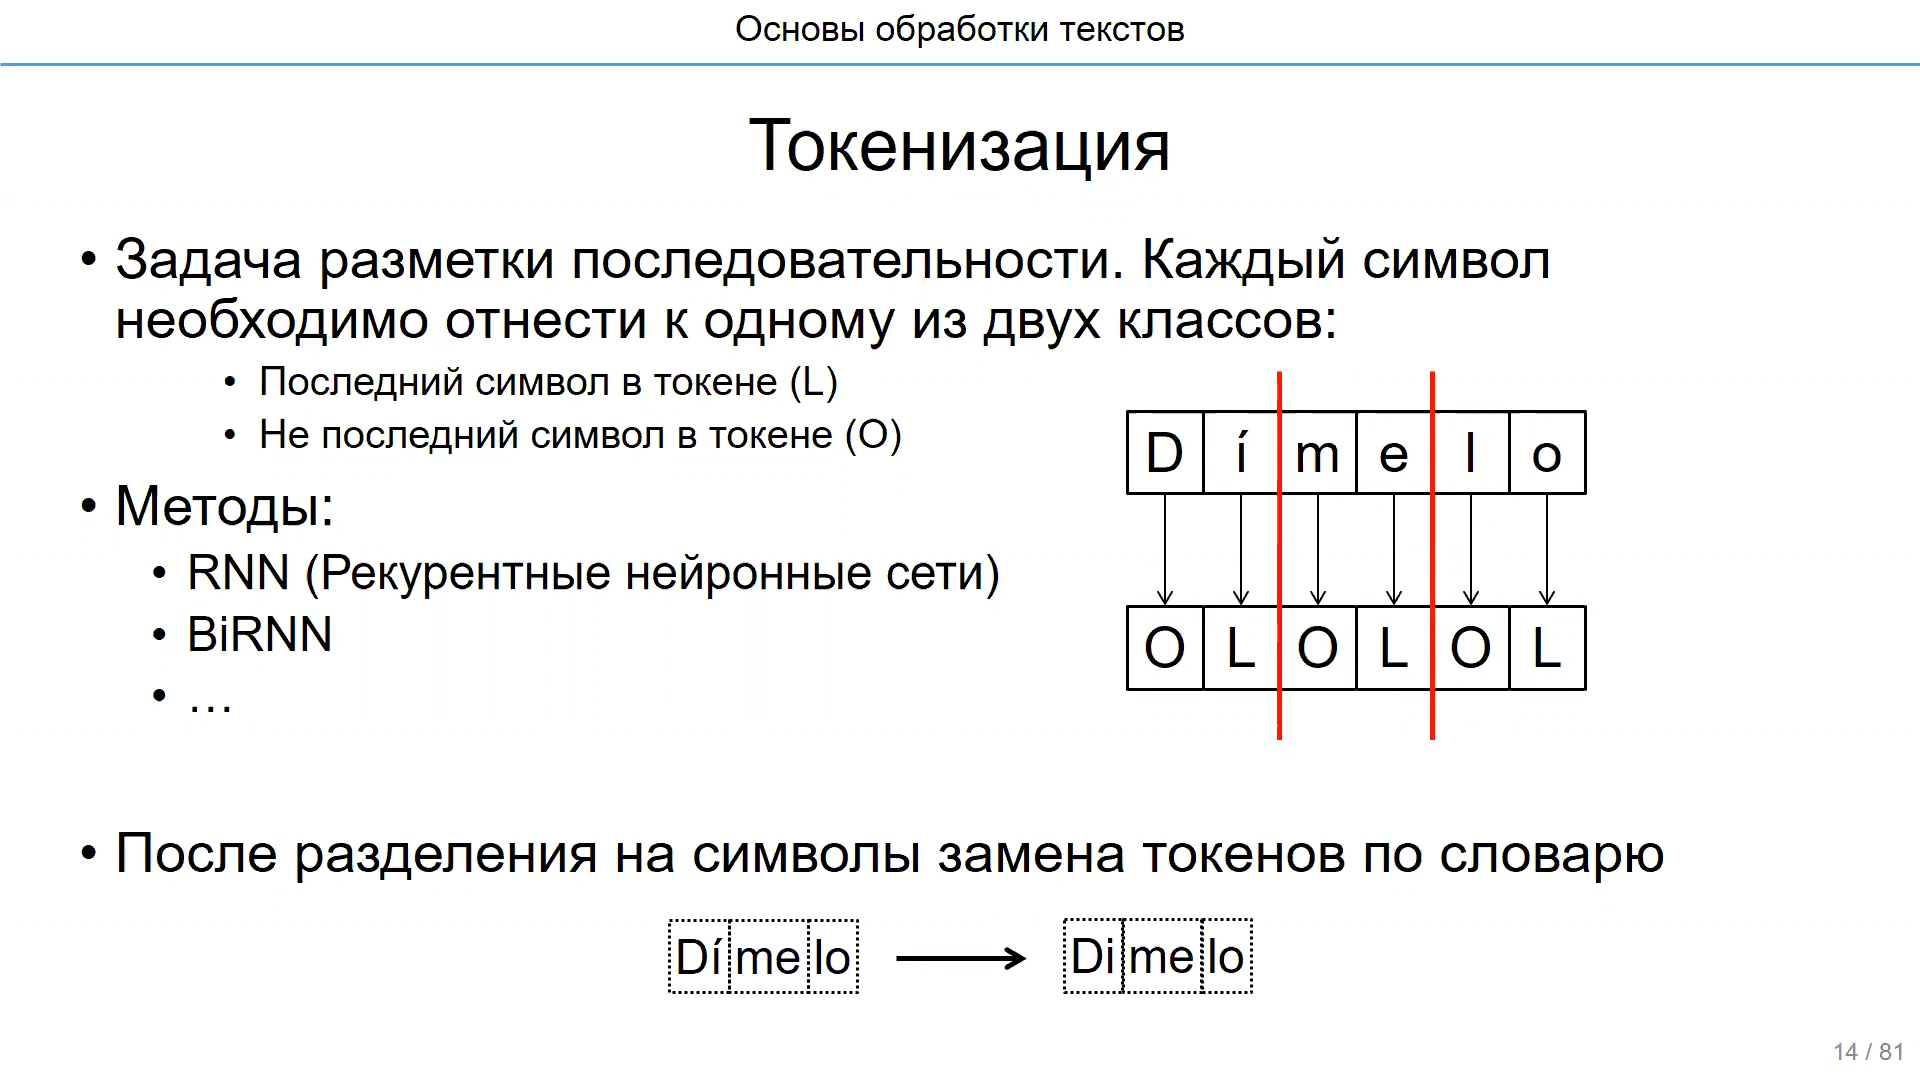 Основы обработки текстов
Токенизация
• Задача разметки последовательности. Каждый символ
необходимо отнести к одному из двух классов:
• Последний символ в токене (L)
• Не последний символ в токене (O)
• Методы:
• RNN (Рекурентные нейронные сети)
• BiRNN
• …
D í m e l o
O L O L O L
• После разделения на символы замена токенов по словарю
Dí me lo
Di me lo
14 / 81